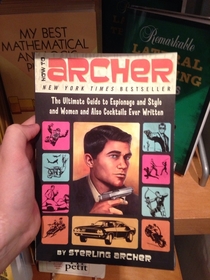 MY BEST
MATHEMATICAL
Remarkable
HOW TO
ARCHER
NEW YORK TIMES BESTSELLER
The Ultimate Guide to Espionage and Style
and Women and Also Cocktails Ever Written
BY STERLING ARCHER
petit